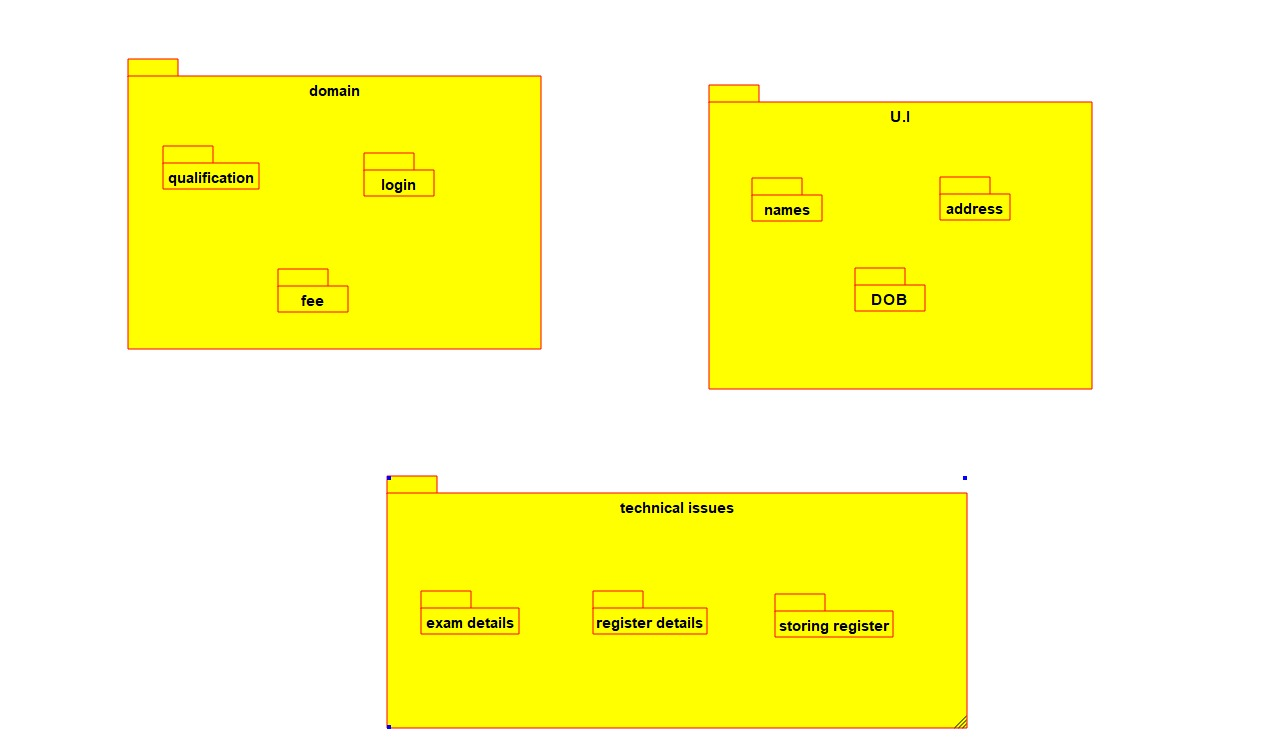 domain
qualification
login
fee
U.I
names
address
DOB
technical issues
exam details
register details
storing register